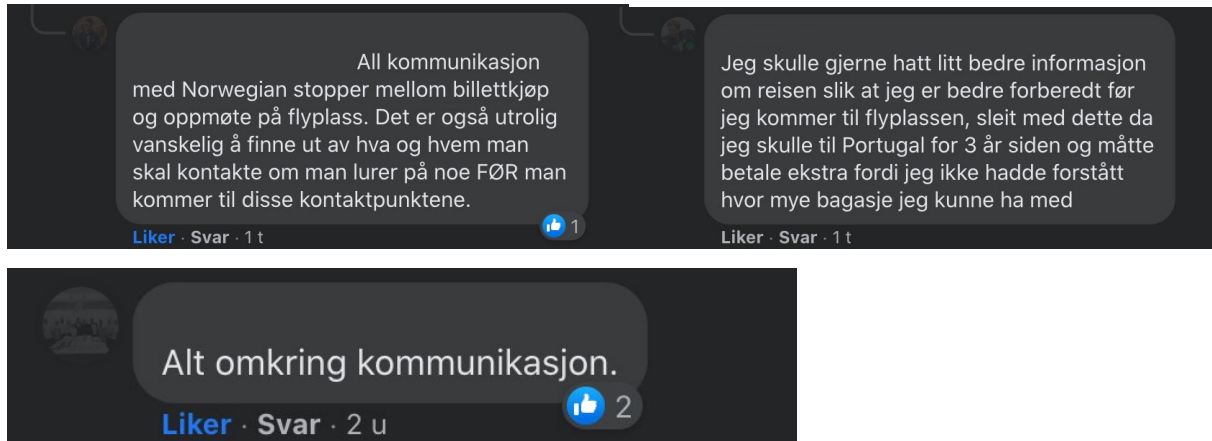 All kommunikasjon
med Norwegian stopper mellom billettkjøp
og oppmøte på flyplass. Det er også utrolig
vanskelig å finne ut av hva og hvem man
skal kontakte om man lurer på noe FØR man
kommer til disse kontaktpunktene.
Liker · Svar · 1 t
1
Jeg skulle gjerne hatt litt bedre informasjon
om reisen slik at jeg er bedre forberedt før
jeg kommer til flyplassen, sleit med dette da
jeg skulle til Portugal for 3 år siden og måtte
betale ekstra fordi jeg ikke hadde forstått
hvor mye bagasje jeg kunne ha med
Liker · Svar · 1 t
Alt omkring kommunikasjon.
Liker · Svar · 2 u
2